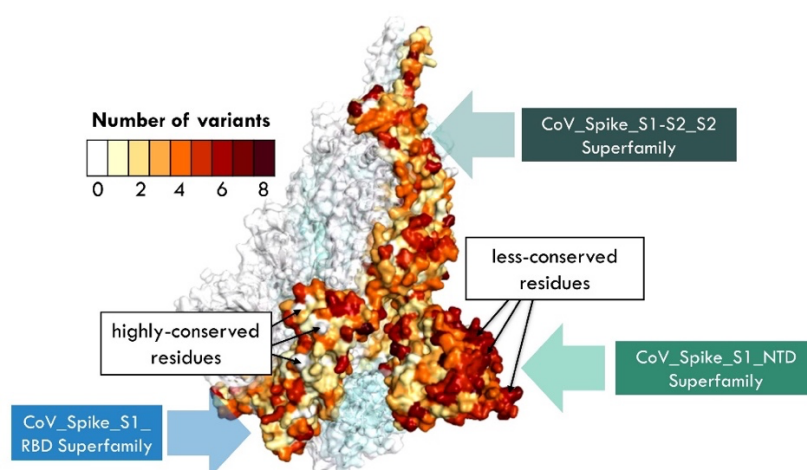 CoV_Spike_S1-S2_S2
Superfamily
Number of variants
0 2 4 6 8
less-conserved
residues
highly-conserved
residues
CoV_Spike_S1_NTD
Superfamily
CoV_Spike_S1_
RBD Superfamily